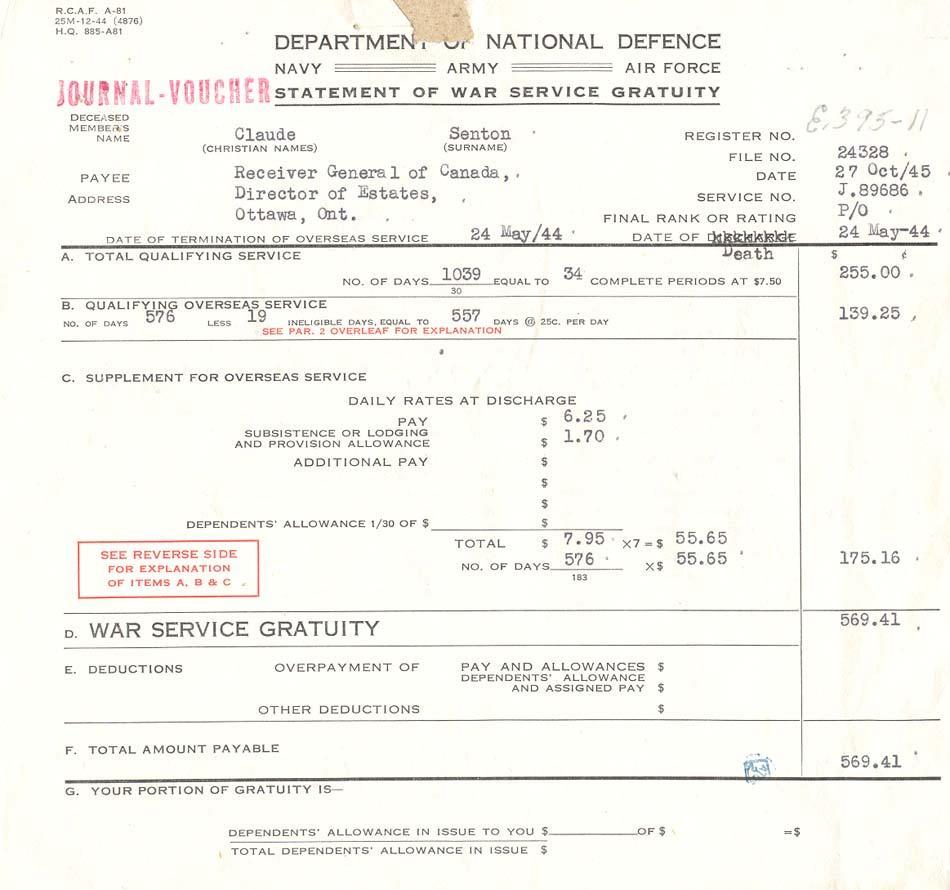 R.C.A.F. A-81
25M-12-44 (4876)
H.Q. 885-A81
DEPARTMENT OF NATIONAL DEFENCE
NAVY ARMY AIR FORCE
JOURNAL-VOUCHER STATEMENT OF WAR SERVICE GRATUITY
DECEASED MEMBER'S NAME Claude Senton
(CHRISTIAN NAMES) (SURNAME)
REGISTER NO. E.395-11
FILE NO. 24328
PAYEE Receiver General of Canada, DATE 27 Oct/45
ADDRESS Director of Estates, SERVICE NO. J.89686
Ottawa, Ont. FINAL RANK OR RATING P/O
DATE OF TERMINATION OF OVERSEAS SERVICE 24 May/44 DATE OF Death 24 May-44
A. TOTAL QUALIFYING SERVICE $ ¢
NO. OF DAYS 1039 EQUAL TO 34 COMPLETE PERIODS AT $7.50 255.00
30
B. QUALIFYING OVERSEAS SERVICE
NO. OF DAYS 576 LESS 19 INELIGIBLE DAYS, EQUAL TO 557 DAYS @ 25C. PER DAY 139.25
SEE PAR. 2 OVERLEAF FOR EXPLANATION
C. SUPPLEMENT FOR OVERSEAS SERVICE
DAILY RATES AT DISCHARGE
PAY $ 6.25
SUBSISTENCE OR LODGING
AND PROVISION ALLOWANCE $ 1.70
ADDITIONAL PAY $
$
$
DEPENDENTS' ALLOWANCE 1/30 OF $ $
TOTAL $ 7.95 X7 = $ 55.65
NO. OF DAYS 576 X $ 55.65 175.16
183
SEE REVERSE SIDE
FOR EXPLANATION
OF ITEMS A, B & C
D. WAR SERVICE GRATUITY 569.41
E. DEDUCTIONS OVERPAYMENT OF PAY AND ALLOWANCES $
DEPENDENTS' ALLOWANCE
AND ASSIGNED PAY $
OTHER DEDUCTIONS $
F. TOTAL AMOUNT PAYABLE 569.41
G. YOUR PORTION OF GRATUITY IS—
DEPENDENTS' ALLOWANCE IN ISSUE TO YOU $ OF $ =$
TOTAL DEPENDENTS' ALLOWANCE IN ISSUE $